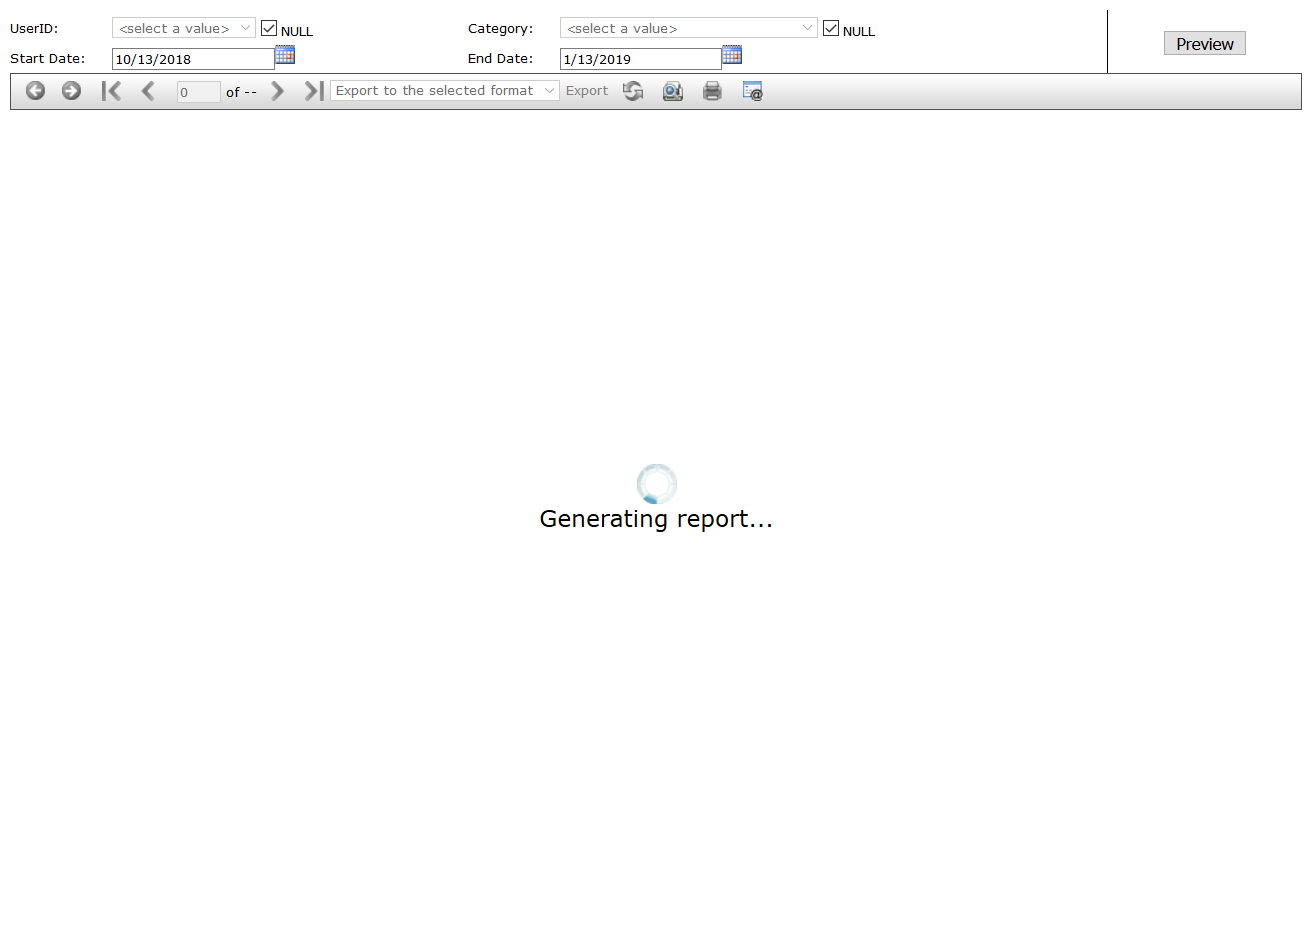 UserID: <select a value> NULL Category: <select a value> NULL
Preview
Start Date: 10/13/2018 End Date: 1/13/2019
0 of -- Export to the selected format Export
Generating report...